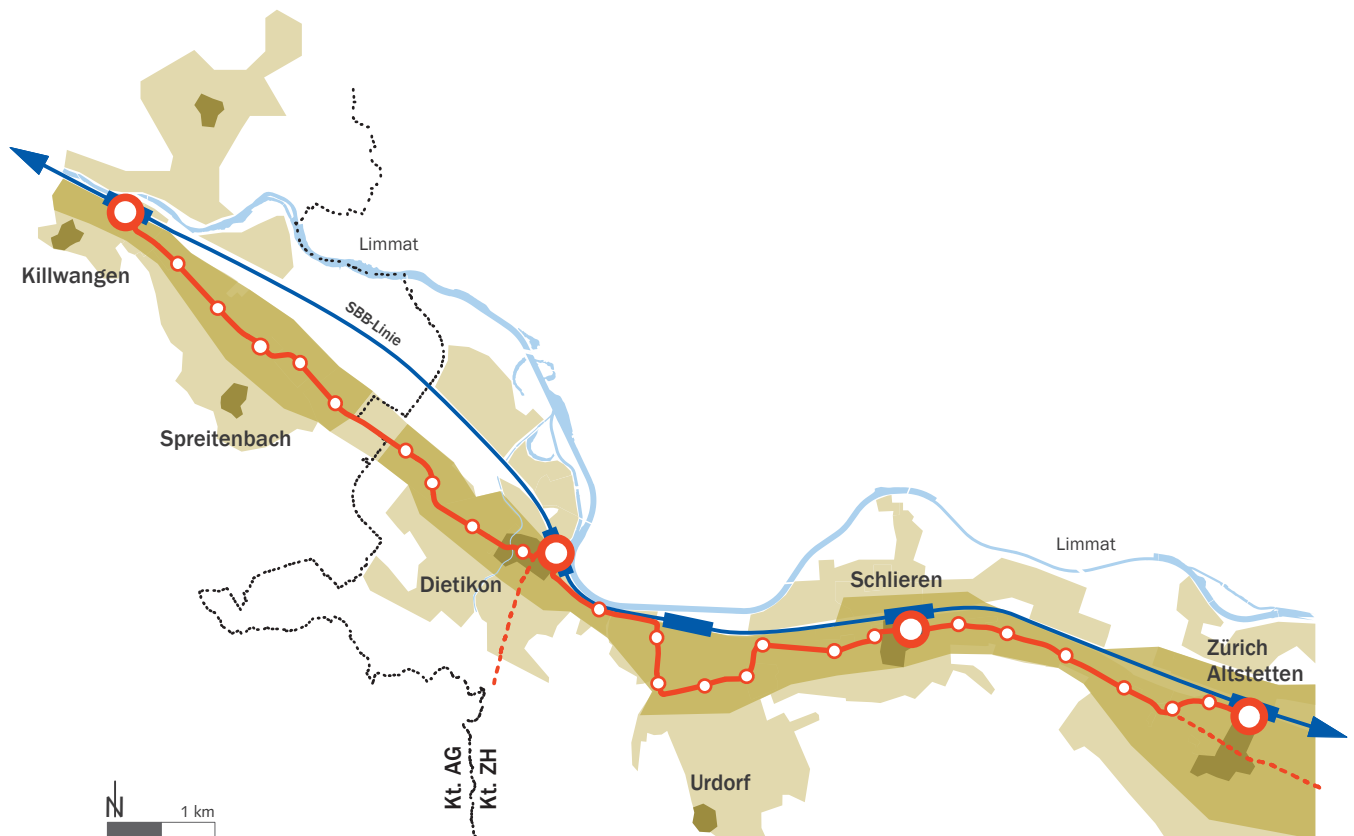 Limmat
Killwangen
SBB-Linie
Spreitenbach
Limmat
Schlieren
Dietikon
Zürich
Altstetten
Kt. AG
Kt. ZH
Urdorf
N
1 km